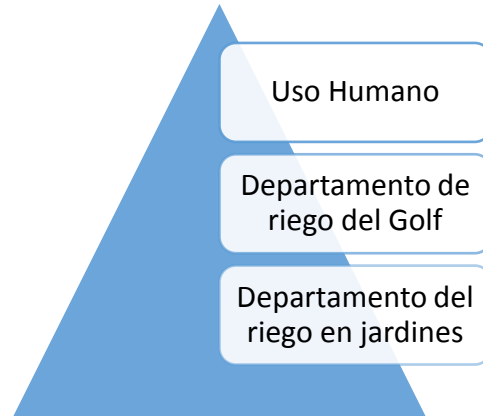 Uso Humano
Departamento de
riego del Golf
Departamento del
riego en jardines